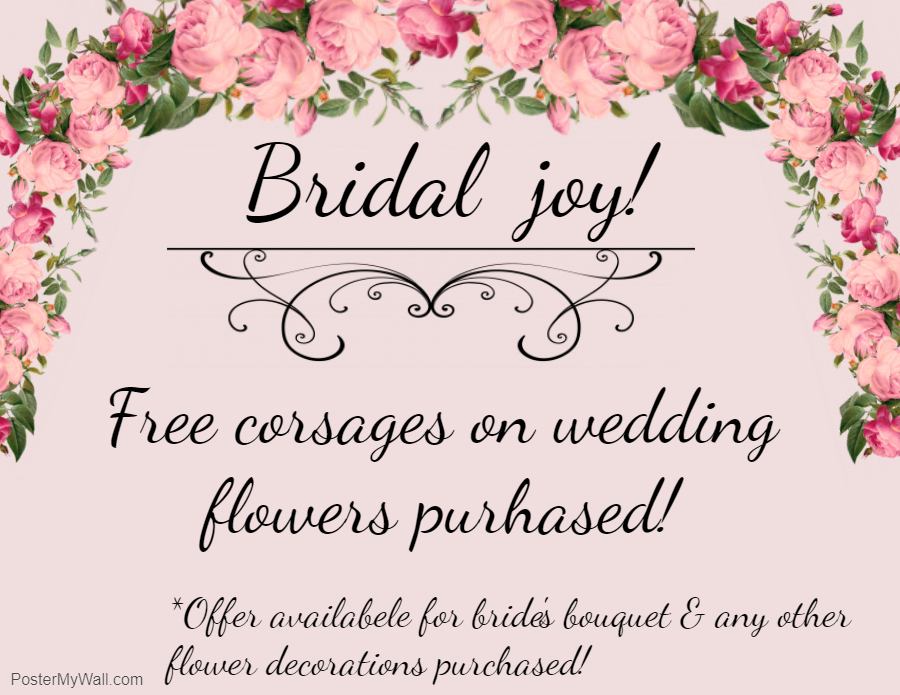 Bridal joy!
Free corsages on wedding
flowers purhased!
*Offer availabele for bride's bouquet & any other
flower decorations purchased!
PosterMyWall.com